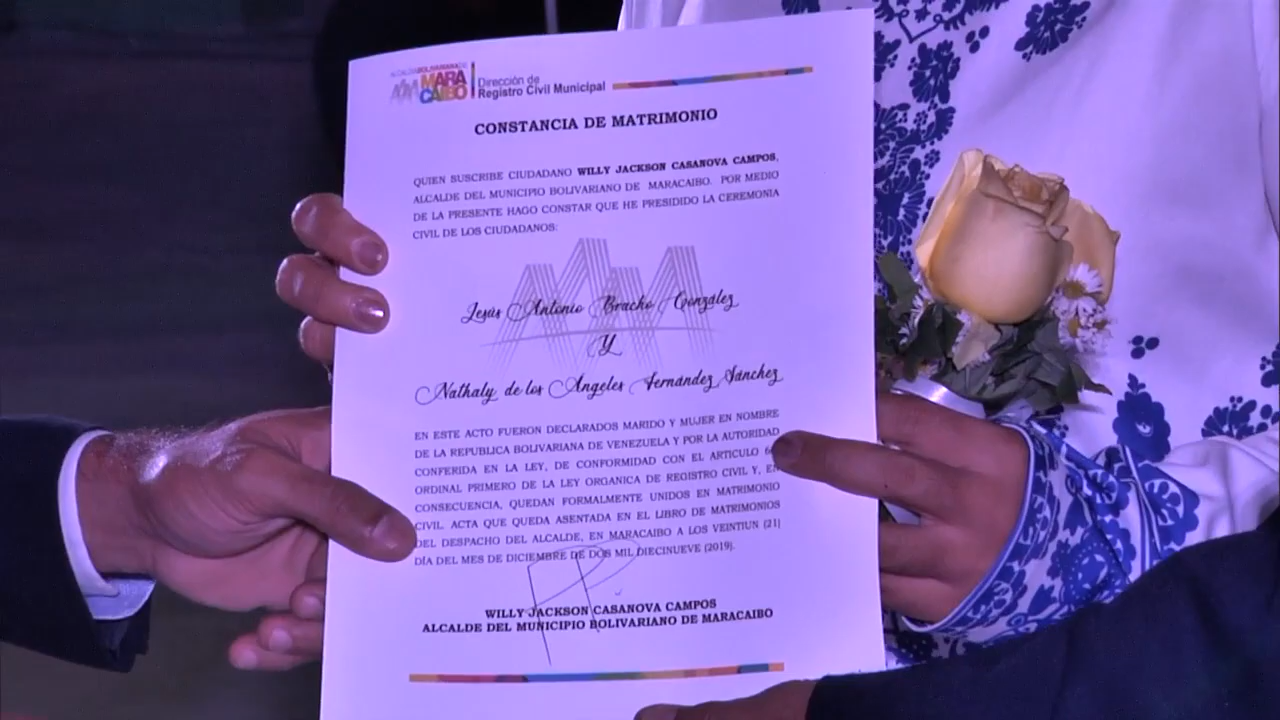 ALCALDÍA BOLIVARIANA DE
MARA
CAIBO
Dirección de
Registro Civil Municipal
CONSTANCIA DE MATRIMONIO
QUIEN SUSCRIBE CIUDADANO WILLY JACKSON CASANOVA CAMPOS,
ALCALDE DEL MUNICIPIO BOLIVARIANO DE MARACAIBO. POR MEDIO
DE LA PRESENTE HAGO CONSTAR QUE HE PRESIDIDO LA CEREMONIA
CIVIL DE LOS CIUDADANOS:
Jesús Antonio Bracho González
Y
Nathaly de los Ángeles Fernández Sánchez
EN ESTE ACTO FUERON DECLARADOS MARIDO Y MUJER EN NOMBRE
DE LA REPUBLICA BOLIVARIANA DE VENEZUELA Y POR LA AUTORIDAD
CONFERIDA EN LA LEY, DE CONFORMIDAD CON EL ARTICULO
ORDINAL PRIMERO DE LA LEY ORGANICA DE REGISTRO CIVIL Y, EN
CONSECUENCIA, QUEDAN FORMALMENTE UNIDOS EN MATRIMONIO
CIVIL. ACTA QUE QUEDA ASENTADA EN EL LIBRO DE MATRIMONIOS
DEL DESPACHO DEL ALCALDE, EN MARACAIBO A LOS VEINTIUN (21)
DÍA DEL MES DE DICIEMBRE DE DOS MIL DIECINUEVE (2019).
WILLY JACKSON CASANOVA CAMPOS
ALCALDE DEL MUNICIPIO BOLIVARIANO DE MARACAIBO